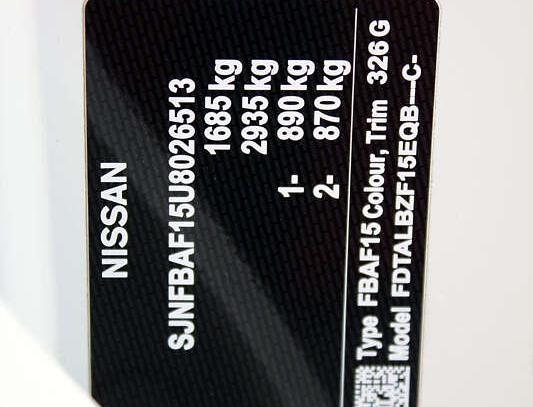 NISSAN
SJNFBAF15U8026513
1685 kg
2935 kg
1- 890 kg
2- 870 kg
Type FBAF15 Colour, Trim 326 G
Model FDTALBZF15EQB---C-